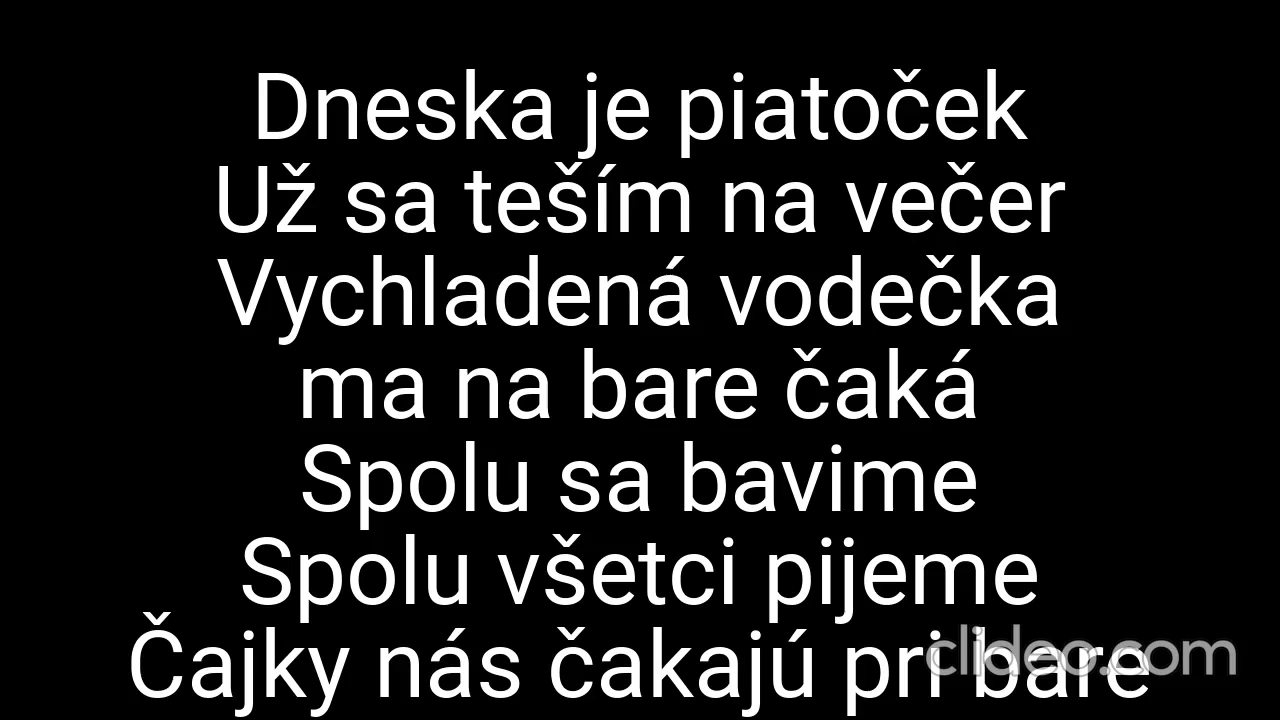 Dneska je piatoček
Už sa teším na večer
Vychladená vodečka
ma na bare čaká
Spolu sa bavime
Spolu všetci pijeme
Čajky nás čakajú pri bare
clideo.com